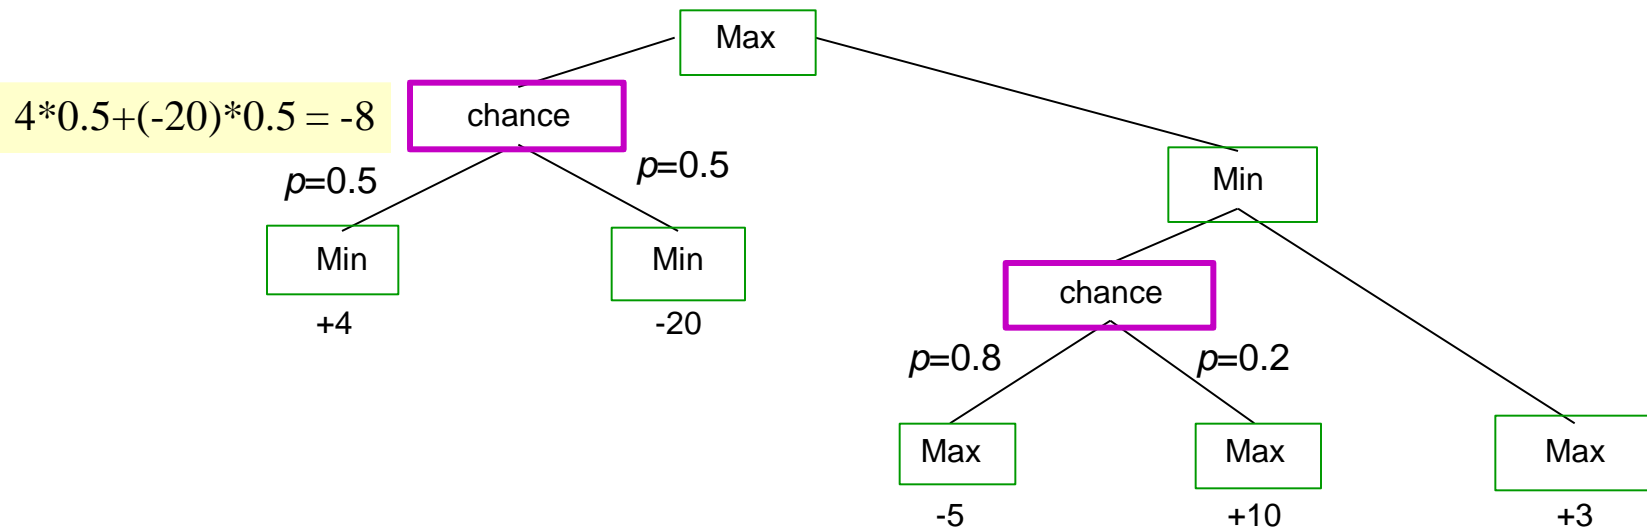 Max
4*0.5+(-20)*0.5 = -8
chance
p=0.5
p=0.5
Min
Min
Min
+4
-20
chance
p=0.8
p=0.2
Max
Max
Max
-5
+10
+3